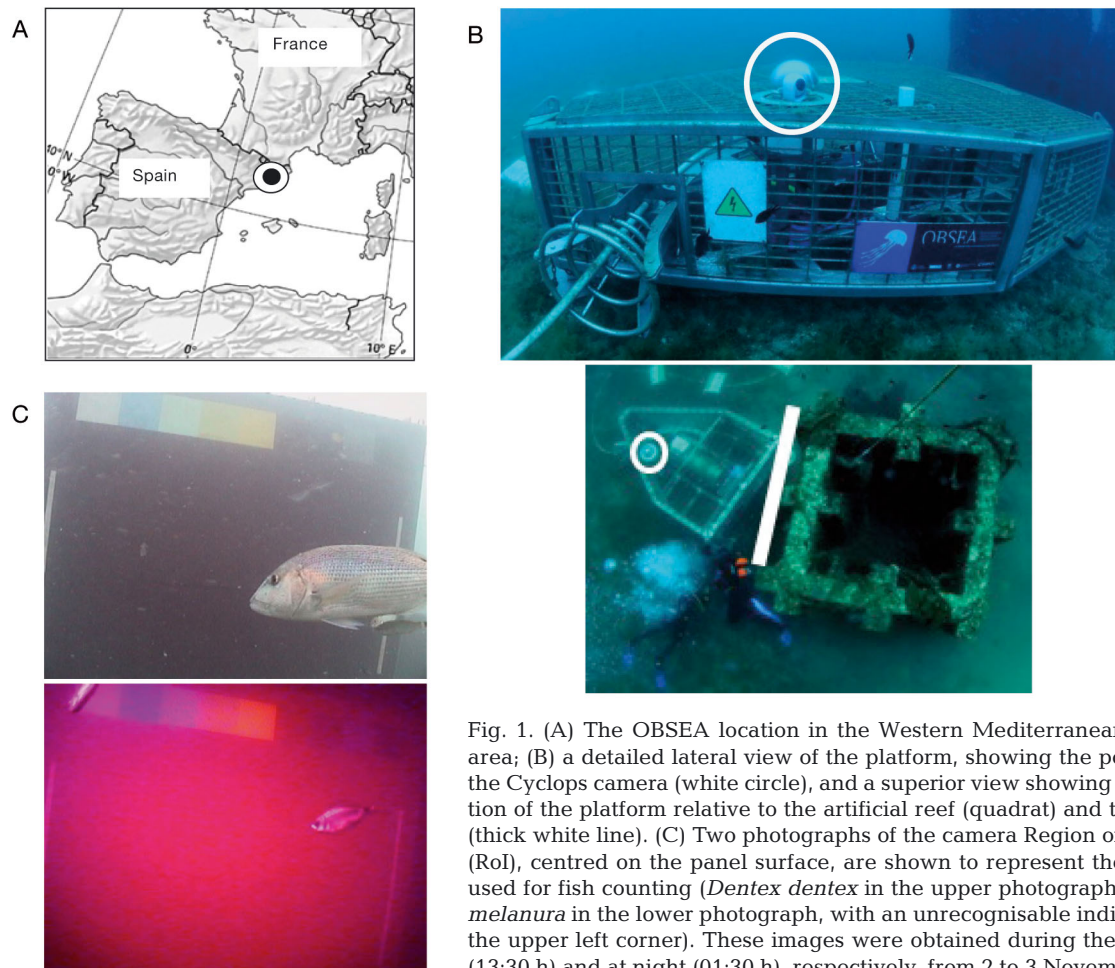 A
France
Spain
10° N
0° W
0°
10° E
B
OBSEA
C
Fig. 1. (A) The OBSEA location in the Western Mediterranean
area; (B) a detailed lateral view of the platform, showing the
the Cyclops camera (white circle), and a superior view showing
tion of the platform relative to the artificial reef (quadrat) and
(thick white line). (C) Two photographs of the camera Region
(RoI), centred on the panel surface, are shown to represent
used for fish counting (Dentex dentex in the upper photograph
melanura in the lower photograph, with an unrecognisable
the upper left corner). These images were obtained during
(13:30 h) and at night (01:30 h), respectively, from 2 to 3